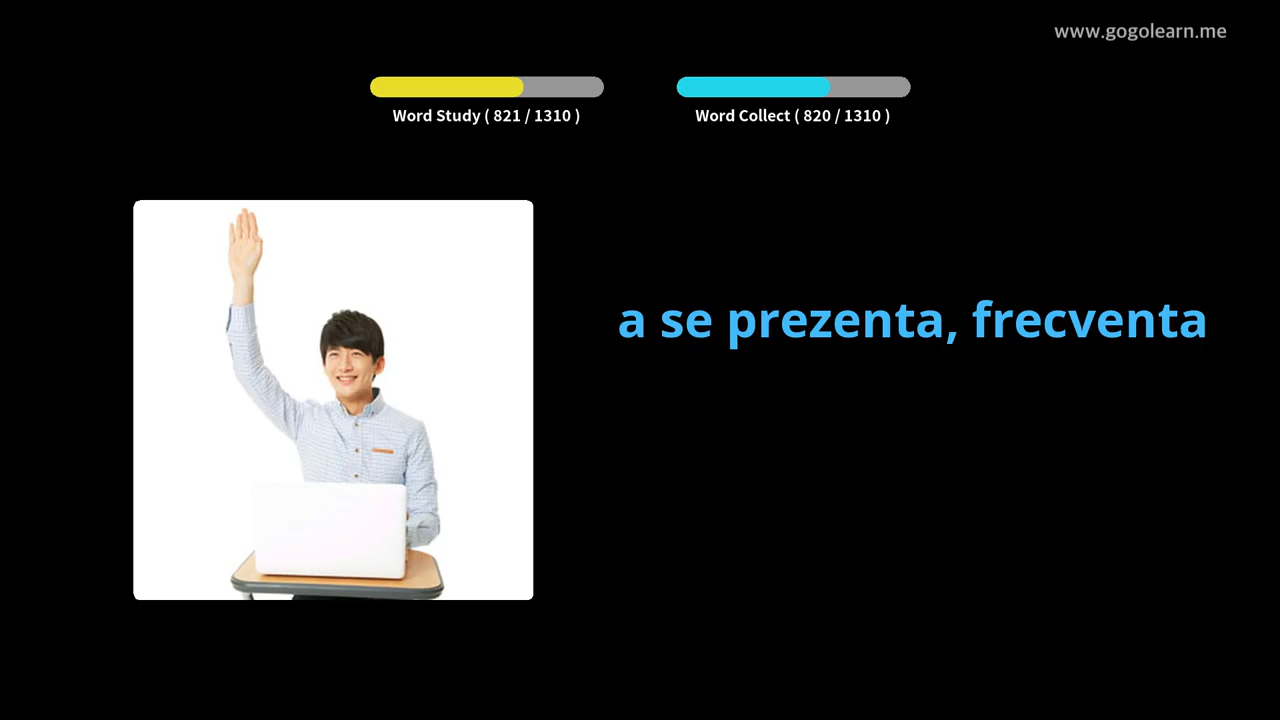 www.gogolearn.me
Word Study ( 821 / 1310 )
Word Collect ( 820 / 1310 )
a se prezenta, frecventa